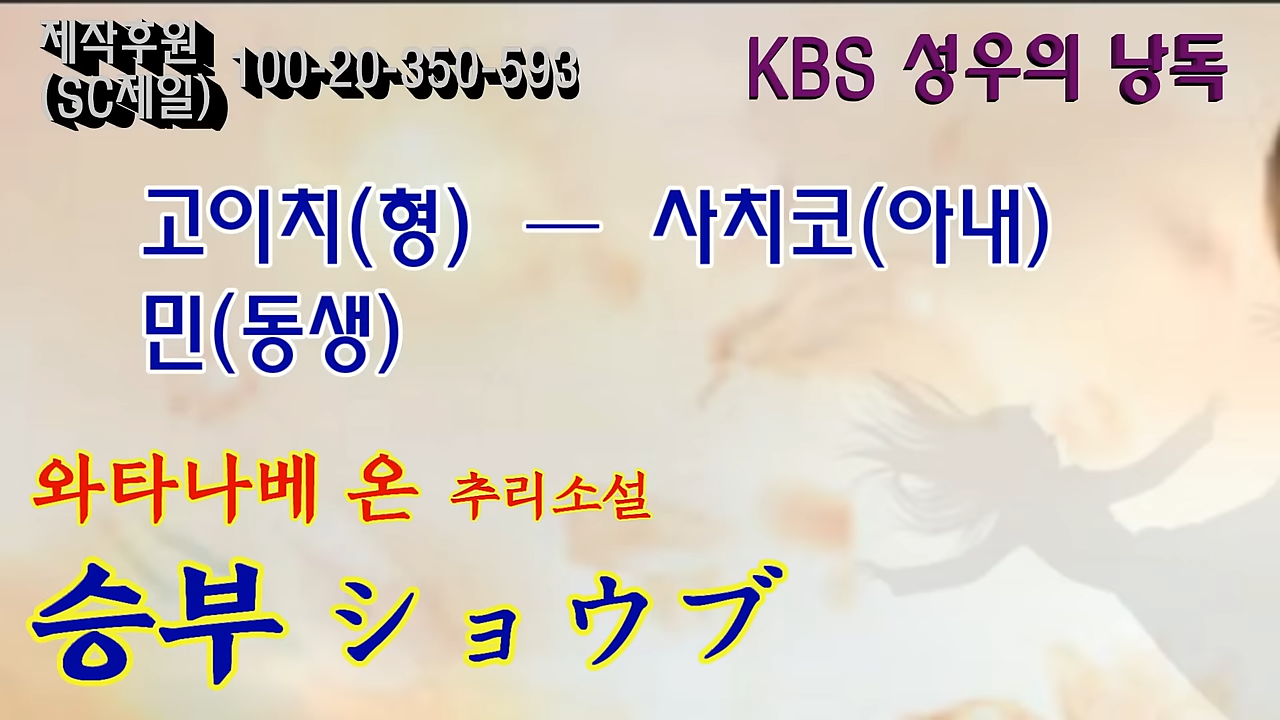 제작후원
(SC제일) 100-20-350-593
KBS 성우의 낭독
고이치(형) — 사치코(아내)
민(동생)
와타나베 온 추리소설
승부 ショウブ